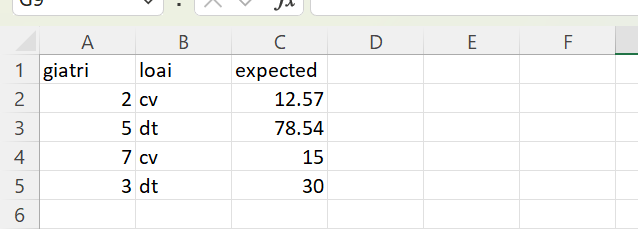 G9
fx
A B C D E F
1 giatri loai expected
2 2 cv 12.57
3 5 dt 78.54
4 7 cv 15
5 3 dt 30
6